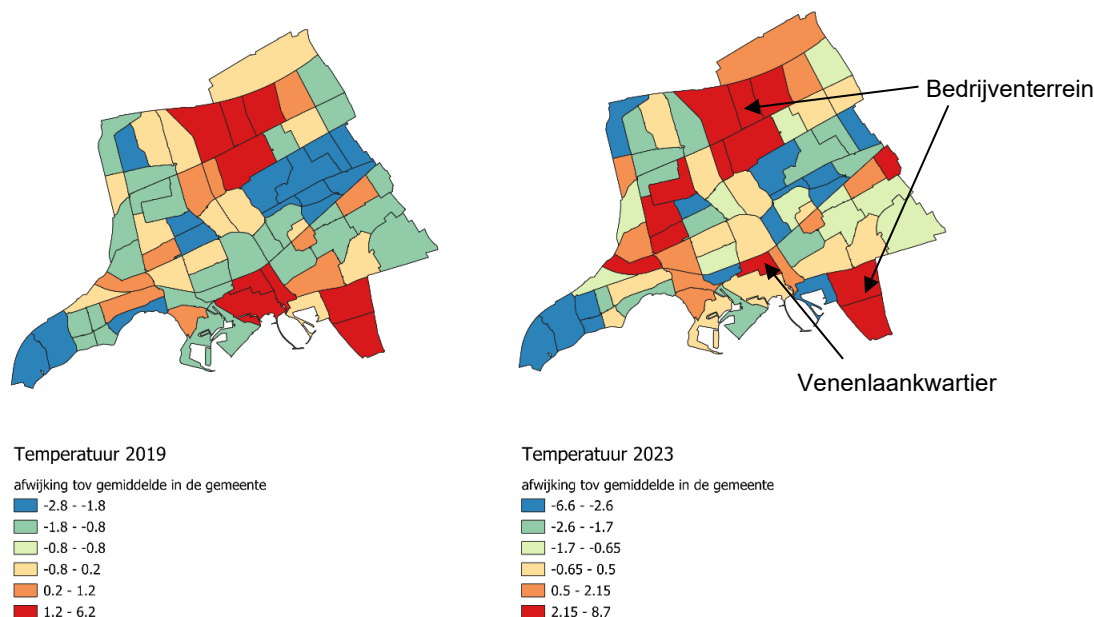 Bedrijventerrein
Venenlaankwartier
Temperatuur 2019
afwijking tov gemiddelde in de gemeente
-2.8 - -1.8
-1.8 - -0.8
-0.8 - -0.8
-0.8 - 0.2
0.2 - 1.2
1.2 - 6.2
Temperatuur 2023
afwijking tov gemiddelde in de gemeente
-6.6 - -2.6
-2.6 - -1.7
-1.7 - -0.65
-0.65 - 0.5
0.5 - 2.15
2.15 - 8.7